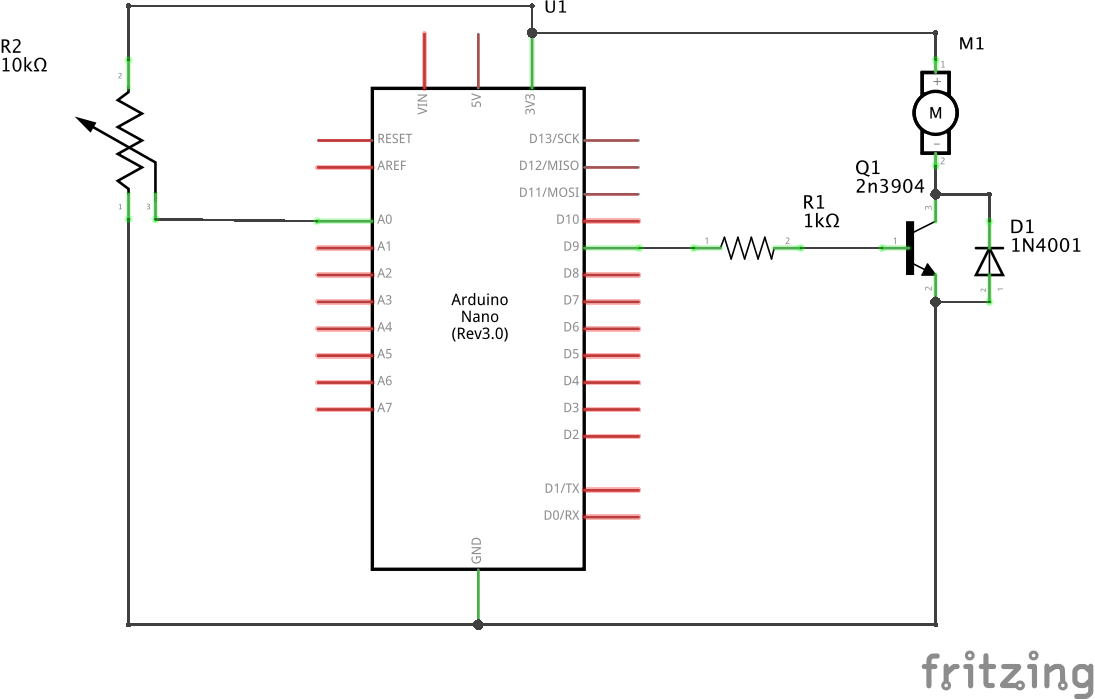 U1
R2
10kΩ
M1
2
1
VIN
5V
3V3
+
M
-
2
RESET
D13/SCK
AREF
D12/MISO
D11/MOSI
Q1
2n3904
1
3
A0
D10
R1
1kΩ
3
D1
1N4001
A1
D9
1
2
1
A2
D8
A3
D7
2
2
1
Arduino
Nano
(Rev3.0)
A4
D6
A5
D5
A6
D4
A7
D3
D2
D1/TX
D0/RX
GND
fritzing